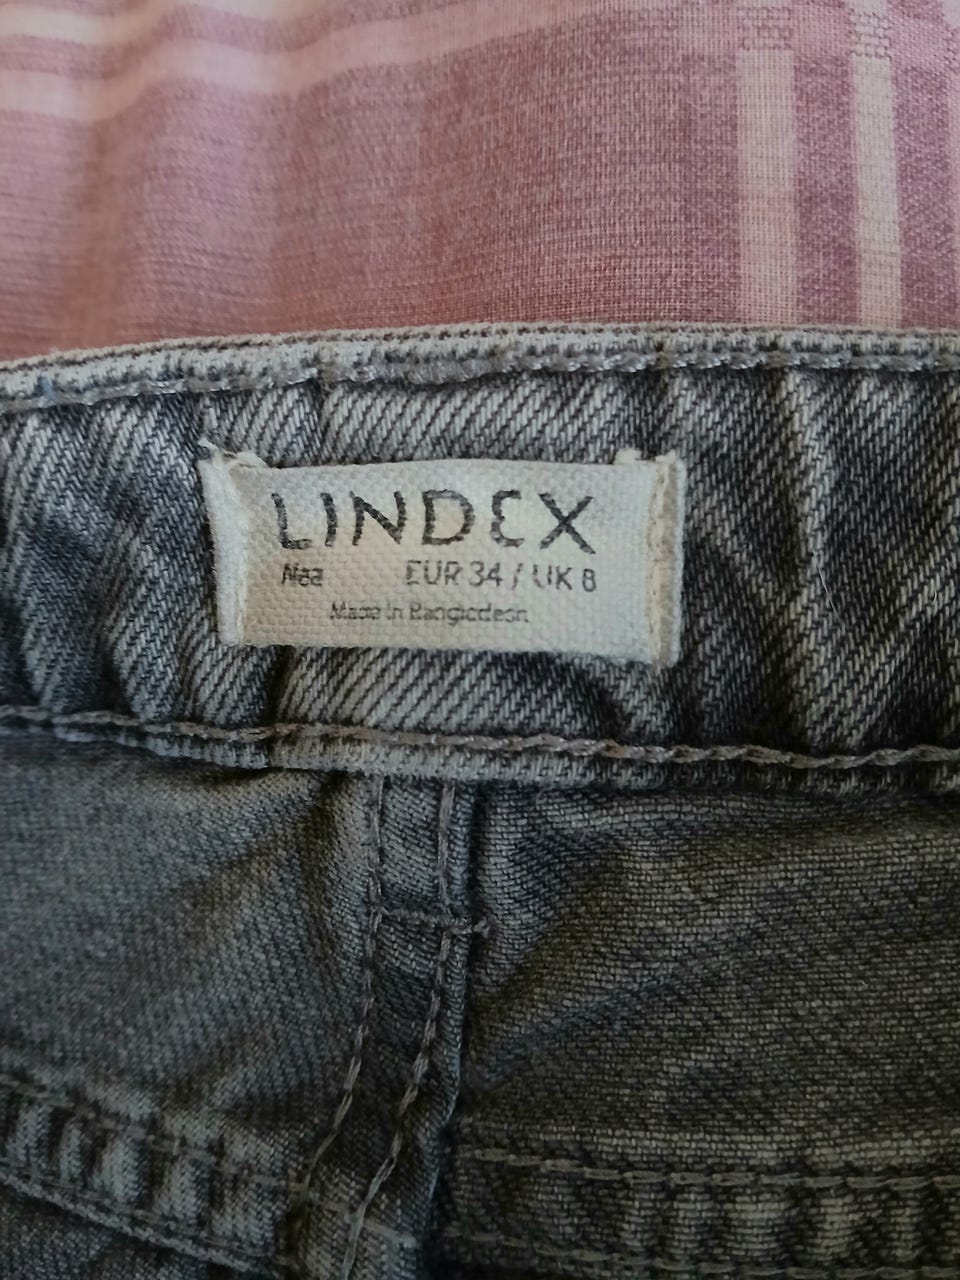 LINDEX
Nea EUR 34 / UK 8
Made in Bangladesh